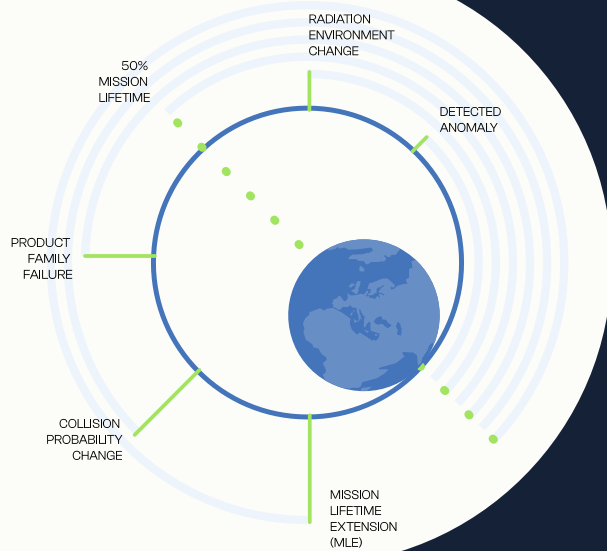 RADIATION
ENVIRONMENT
CHANGE
50%
MISSION
LIFETIME
DETECTED
ANOMALY
PRODUCT
FAMILY
FAILURE
COLLISION
PROBABILITY
CHANGE
MISSION
LIFETIME
EXTENSION
(MLE)